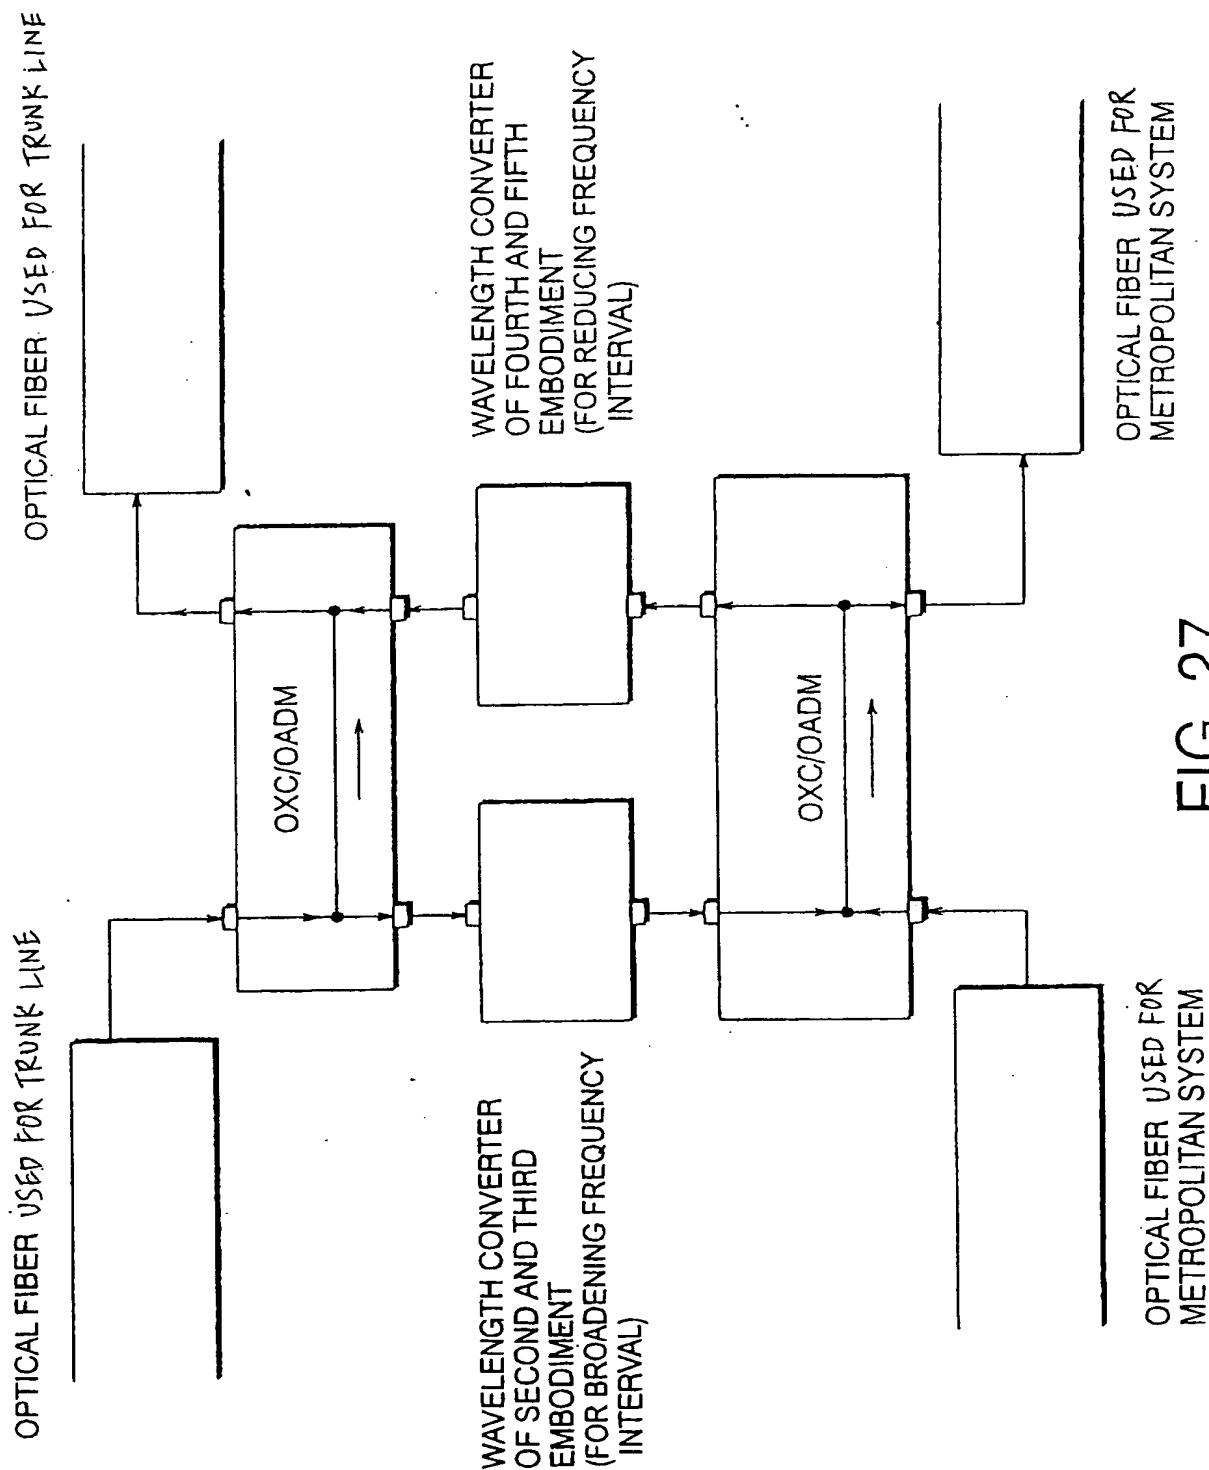 OPTICAL FIBER USED FOR TRUNK LINE
OPTICAL FIBER USED FOR TRUNK LINE
OXC/OADM
WAVELENGTH CONVERTER
OF SECOND AND THIRD
EMBODIMENT
(FOR BROADENING FREQUENCY
INTERVAL)
WAVELENGTH CONVERTER
OF FOURTH AND FIFTH
EMBODIMENT
(FOR REDUCING FREQUENCY
INTERVAL)
OXC/OADM
OPTICAL FIBER USED FOR
METROPOLITAN SYSTEM
OPTICAL FIBER USED FOR
METROPOLITAN SYSTEM
FIG. 27